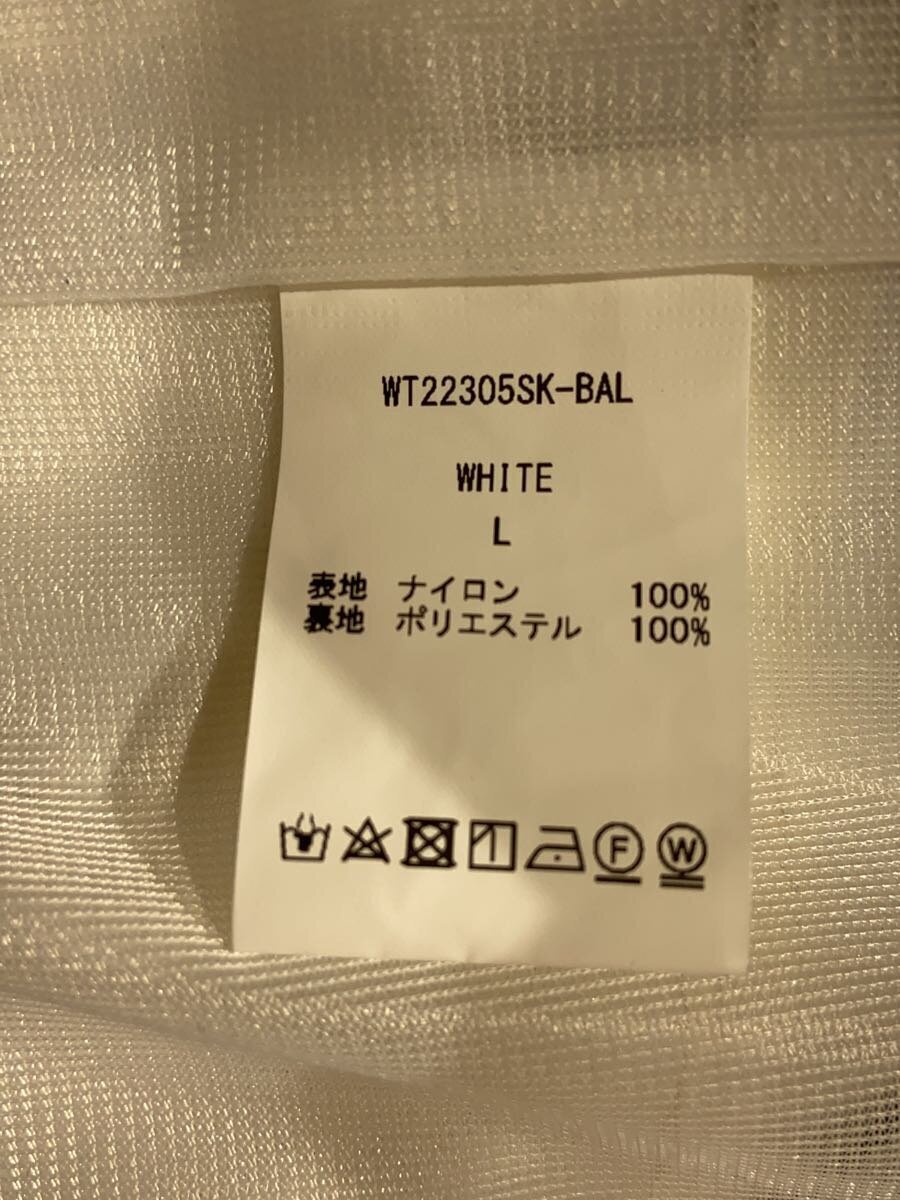 WT22305SK-BAL
WHITE
L
表地 ナイロン 100%
裏地 ポリエステル 100%
F W